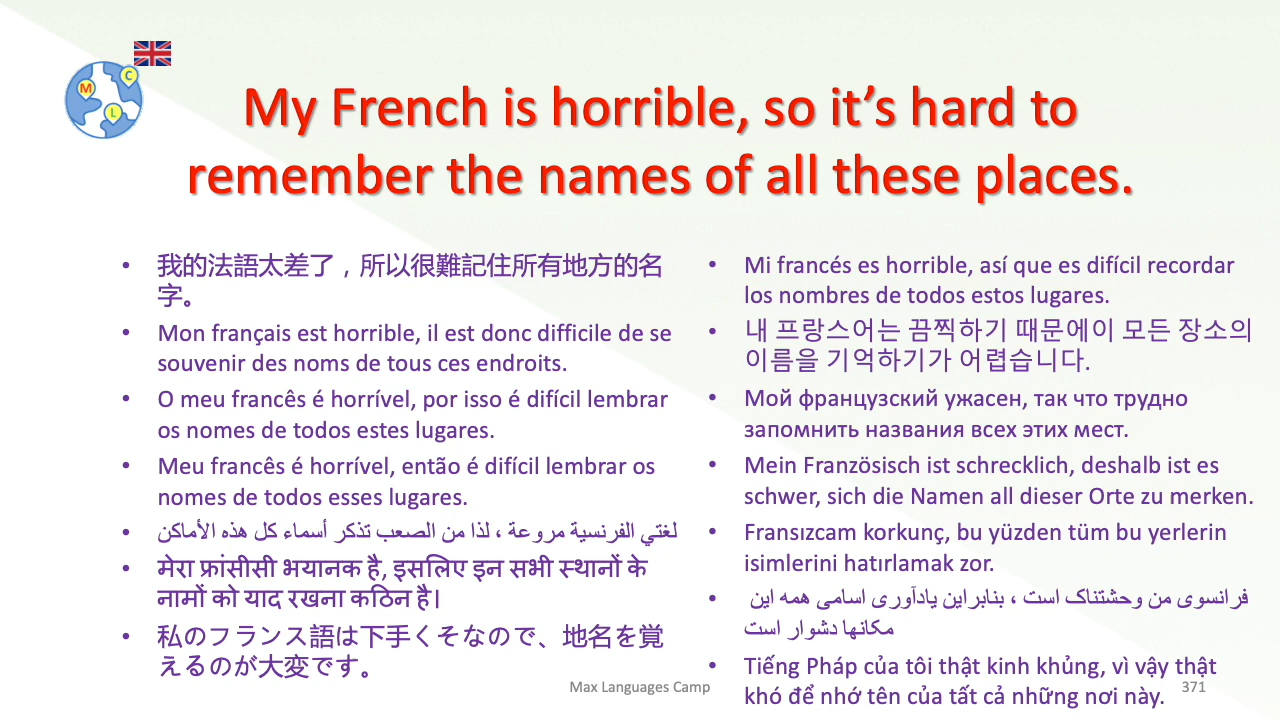 M
C
L
My French is horrible, so it’s hard to
remember the names of all these places.
• 我的法語太差了，所以很難記住所有地方的名
字。
• Mon français est horrible, il est donc difficile de se
souvenir des noms de tous ces endroits.
• O meu francês é horrível, por isso é difícil lembrar
os nomes de todos estes lugares.
• Meu francês é horrível, então é difícil lembrar os
nomes de todos esses lugares.
• لغتي الفرنسية مروعة ، لذا من الصعب تذكر أسماء كل هذه الأماكن
• मेरा फ्रांसीसी भयानक है, इसलिए इन सभी स्थानों के
नामों को याद रखना कठिन है।
• 私のフランス語は下手くそなので、地名を覚
えるのが大変です。
• Mi francés es horrible, así que es difícil recordar
los nombres de todos estos lugares.
• 내 프랑스어는 끔찍하기 때문에이 모든 장소의
이름을 기억하기가 어렵습니다.
• Мой французский ужасен, так что трудно
запомнить названия всех этих мест.
• Mein Französisch ist schrecklich, deshalb ist es
schwer, sich die Namen all dieser Orte zu merken.
• Fransızcam korkunç, bu yüzden tüm bu yerlerin
isimlerini hatırlamak zor.
• فرانسوی من وحشتناک است ، بنابراین یادآوری اسامی همه این
مکانها دشوار است
• Tiếng Pháp của tôi thật kinh khủng, vì vậy thật
khó để nhớ tên của tất cả những nơi này.
Max Languages Camp
371